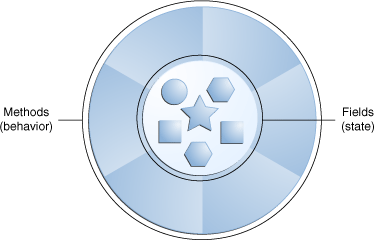 Methods
(behavior)
Fields
(state)